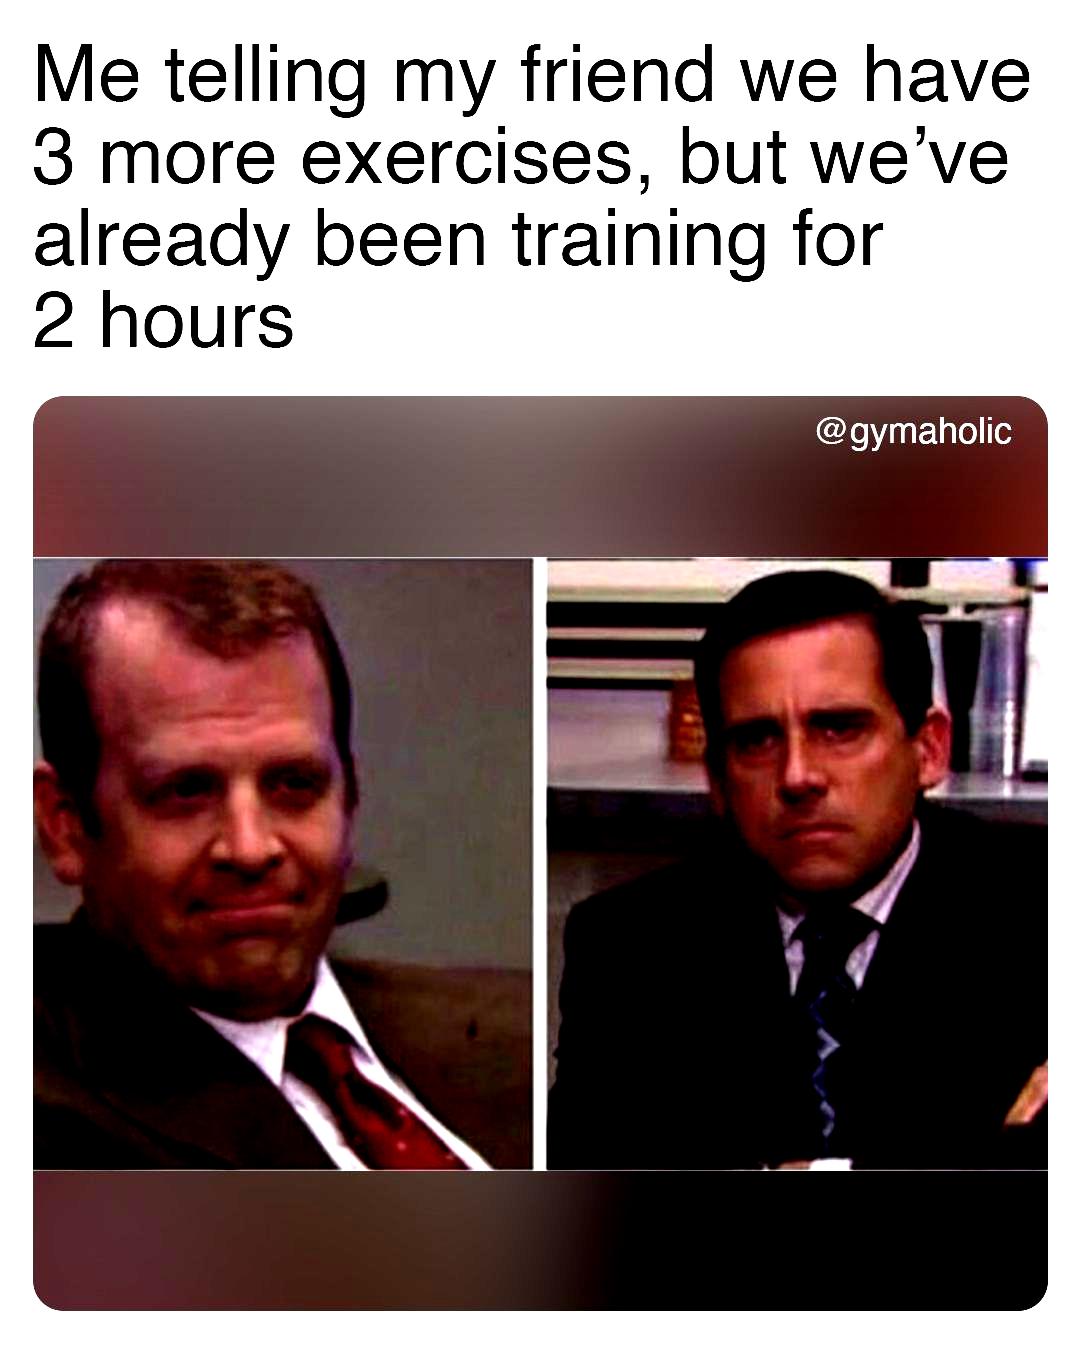 Me telling my friend we have
3 more exercises, but we’ve
already been training for
2 hours
@gymaholic